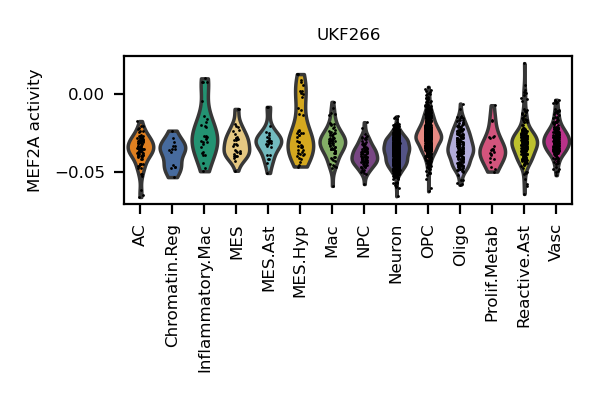 UKF266
MEF2A activity
0.00
−0.05
AC
Chromatin.Reg
Inflammatory.Mac
MES
MES.Ast
MES.Hyp
Mac
NPC
Neuron
OPC
Oligo
Prolif.Metab
Reactive.Ast
Vasc